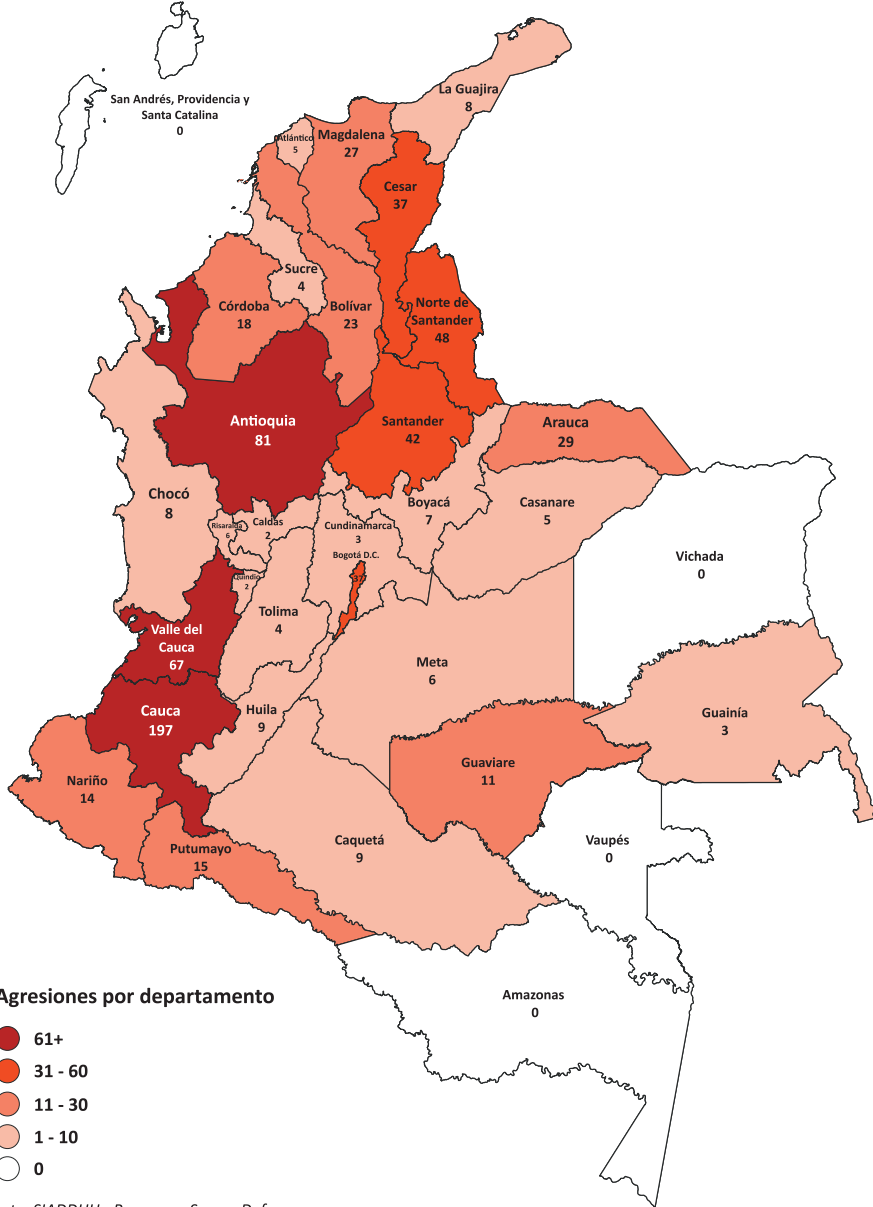 San Andrés, Providencia y
Santa Catalina
0
La Guajira
8
Atlántico
5
Magdalena
27
Cesar
37
Sucre
4
Córdoba
18
Bolívar
23
Norte de
Santander
48
Antioquia
81
Santander
42
Arauca
29
Chocó
8
Boyacá
7
Casanare
5
Risaralda
6
Caldas
2
Cundinamarca
3
Bogotá D.C.
37
Vichada
0
Quindío
2
Tolima
4
Valle del
Cauca
67
Meta
6
Cauca
197
Huila
9
Guainía
3
Guaviare
11
Nariño
14
Putumayo
15
Caquetá
9
Vaupés
0
Amazonas
0
Agresiones por departamento
61+
31 - 60
11 - 30
1 - 10
0